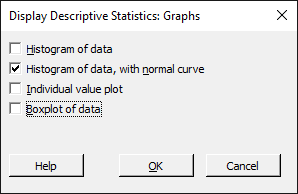 Display Descriptive Statistics: Graphs
Histogram of data
Histogram of data, with normal curve
Individual value plot
Boxplot of data
Help
OK
Cancel